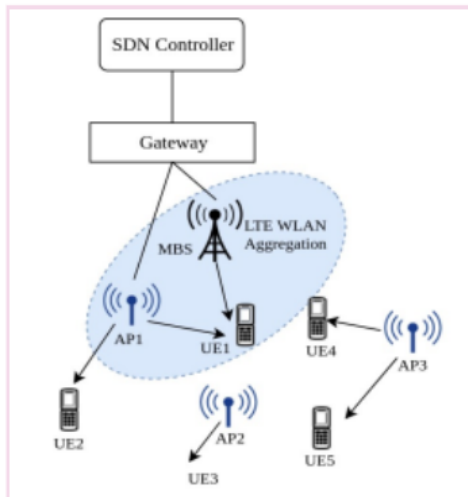 SDN Controller
Gateway
LTE WLAN
Aggregation
MBS
AP1
UE1
UE4
AP3
UE2
AP2
UE5
UE3